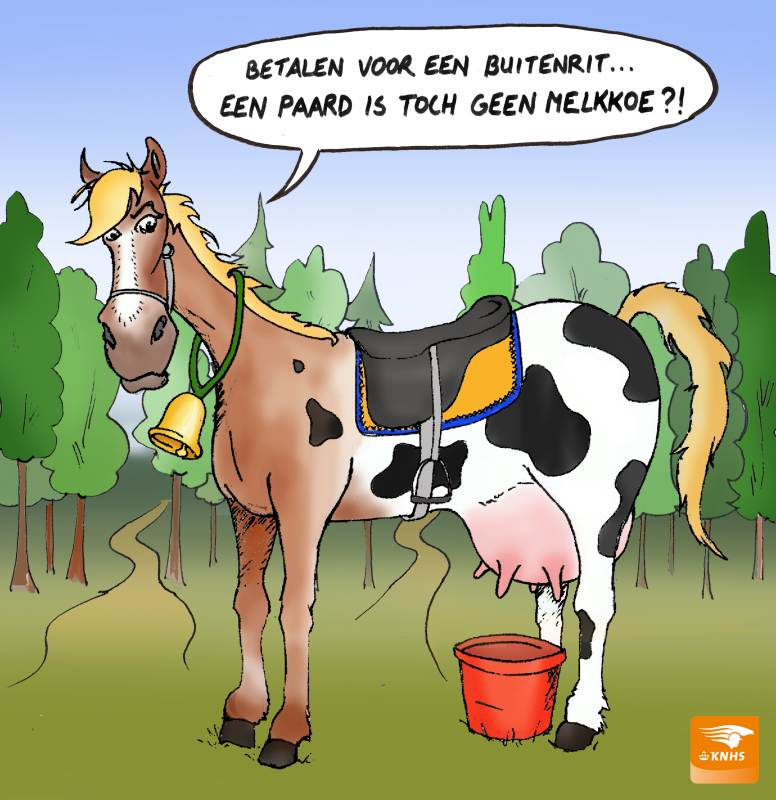 BETALEN VOOR EEN BUITENRIT...
EEN PAARD IS TOCH GEEN MELKKOE?!
KNHS